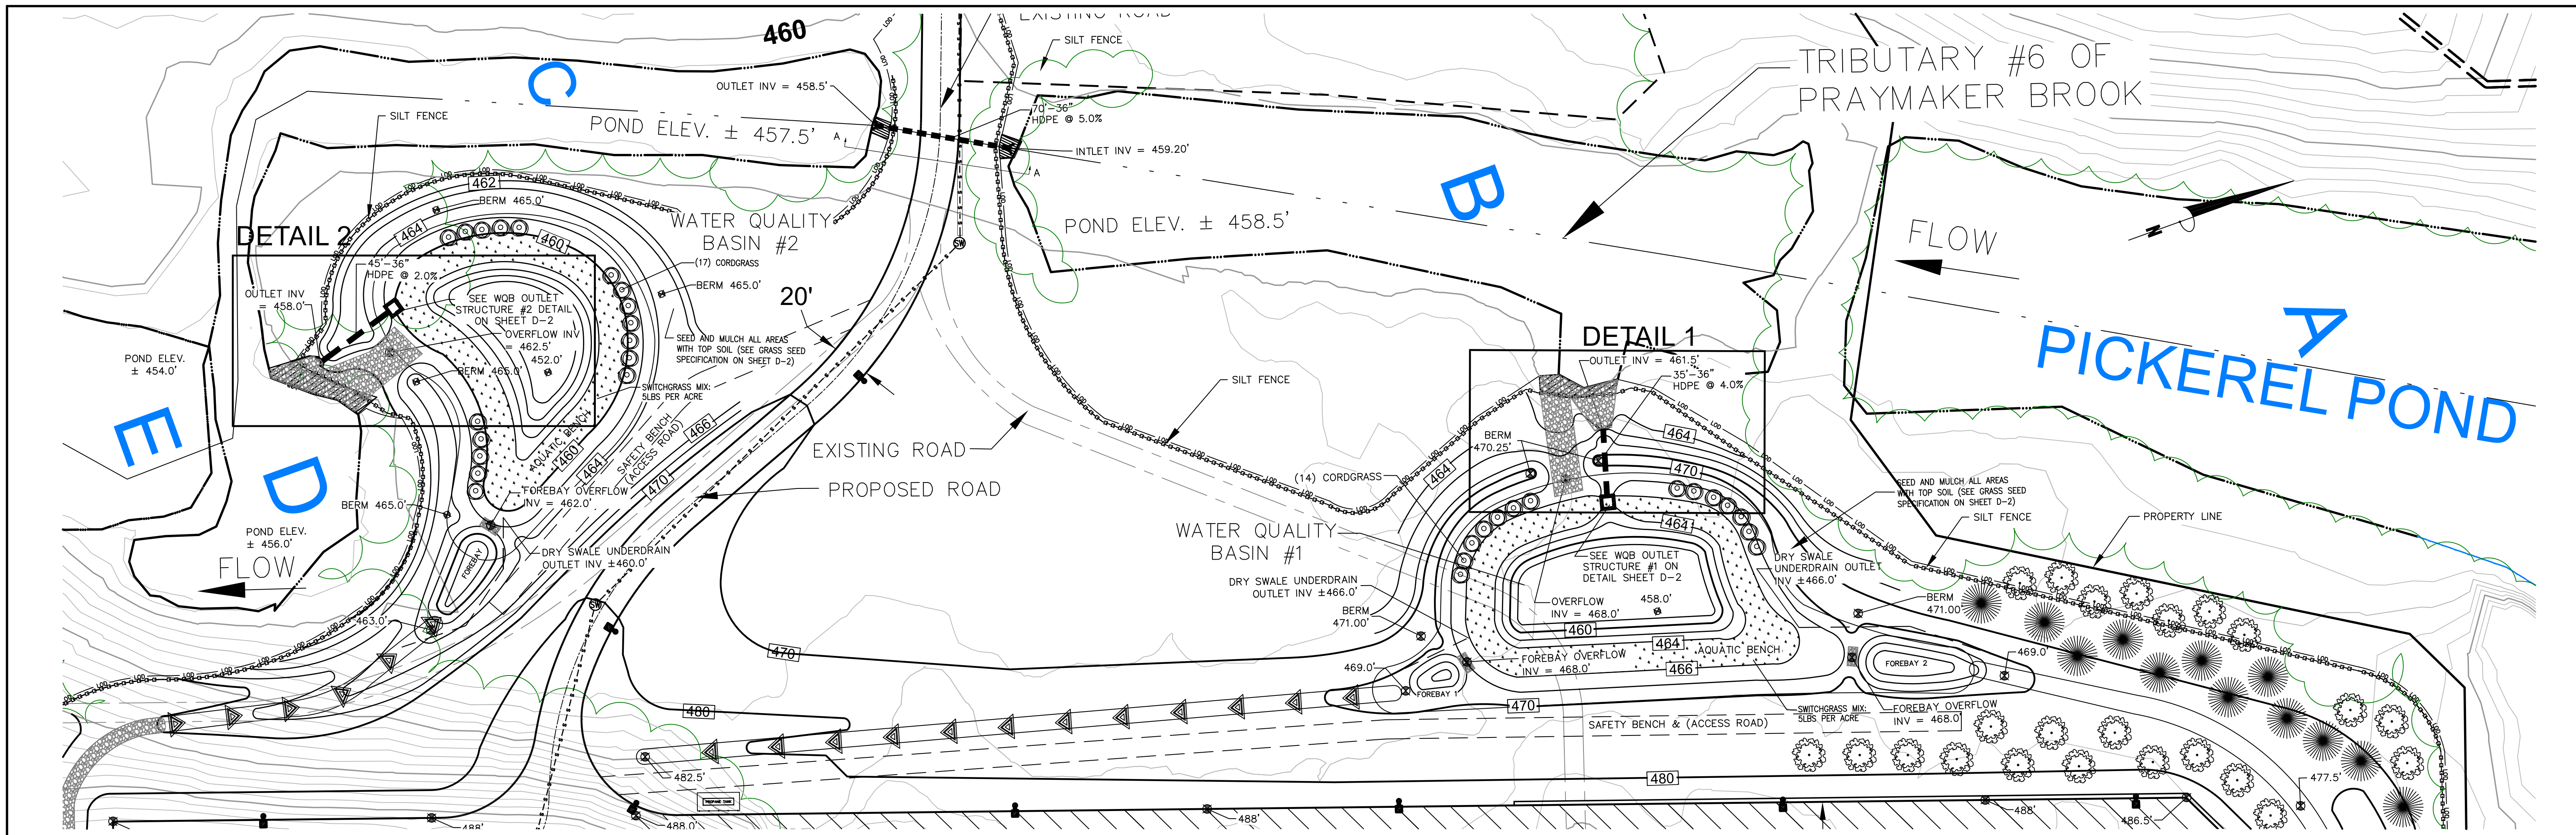 460
EXISTING ROAD
SILT FENCE
C
OUTLET INV = 458.5'
SILT FENCE
POND ELEV. ± 457.5'
A
70'-36"
HDPE @ 5.0%
INTLET INV = 459.20'
A
TRIBUTARY #6 OF
PRAYMAKER BROOK
B
POND ELEV. ± 458.5'
FLOW
N
A
PICKEREL POND
462
BERM 465.0'
WATER QUALITY
BASIN #2
DETAIL 2
464
460
(17) CORDGRASS
SW
45'-36"
HDPE @ 2.0%
BERM 465.0'
20'
OUTLET INV
= 458.0'
SEE WQB OUTLET
STRUCTURE #2 DETAIL
ON SHEET D-2
OVERFLOW INV
= 462.5'
452.0'
SEED AND MULCH ALL AREAS
WITH TOP SOIL (SEE GRASS SEED
SPECIFICATION ON SHEET D-2)
POND ELEV.
± 454.0'
BERM 465.0'
SWITCHGRASS MIX:
5LBS PER ACRE
E
D
AQUATIC BENCH
460
464
SAFETY BENCH
(ACCESS ROAD)
466
470
EXISTING ROAD
PROPOSED ROAD
SILT FENCE
BERM 465.0'
FOREBAY OVERFLOW
INV = 462.0'
POND ELEV.
± 456.0'
FLOW
FOREBAY
DRY SWALE UNDERDRAIN
OUTLET INV ±460.0'
463.0'
SW
DETAIL 1
OUTLET INV = 461.5'
35'-36"
HDPE @ 4.0%
BERM
470.25'
464
464
470
(14) CORDGRASS
SEED AND MULCH ALL AREAS
WITH TOP SOIL (SEE GRASS SEED
SPECIFICATION ON SHEET D-2)
SILT FENCE
PROPERTY LINE
WATER QUALITY
BASIN #1
464
SEE WQB OUTLET
STRUCTURE #1 ON
DETAIL SHEET D-2
DRY SWALE
UNDERDRAIN OUTLET
INV ±466.0'
DRY SWALE UNDERDRAIN
OUTLET INV ±466.0'
OVERFLOW
INV = 468.0'
458.0'
BERM
471.00'
BERM
471.00'
460
464
AQUATIC BENCH
469.0'
FOREBAY OVERFLOW
INV = 468.0'
466
FOREBAY 1
FOREBAY 2
469.0'
470
470
480
SAFETY BENCH & (ACCESS ROAD)
SWITCHGRASS MIX:
5LBS PER ACRE
FOREBAY OVERFLOW
INV = 468.0'
482.5'
480
477.5'
PROPANE TANK
488'
488.0'
488'
488'
486.5'
LOD